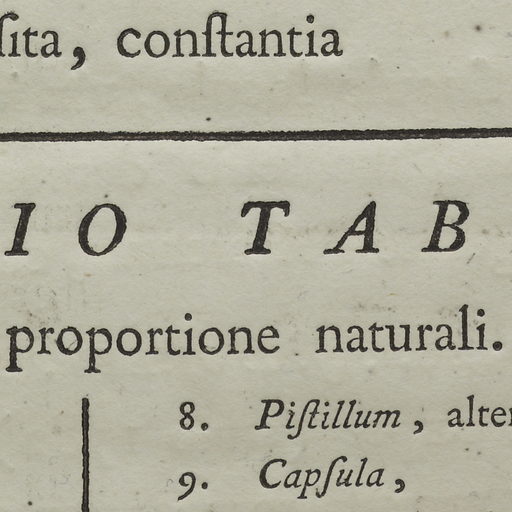 ſita, conſtantia
I O T A B
proportione naturali.
8. Piſtillum, alter
9. Capſula,